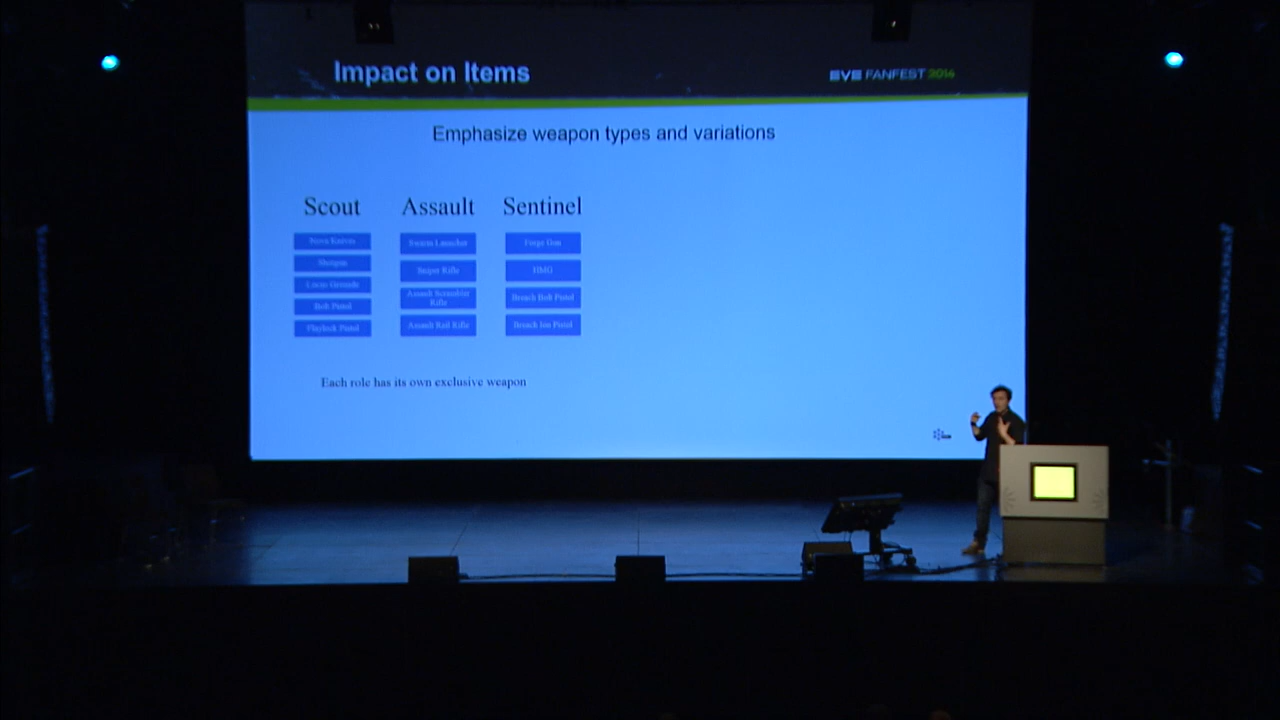 Impact on Items
EVE FANFEST 2014
Emphasize weapon types and variations
Scout Assault Sentinel
Nova Knives
Shotgun
Locus Grenade
Bolt Pistol
Flaylock Pistol
Swarm Launcher
Sniper Rifle
Assault Scrambler
Rifle
Assault Rail Rifle
Forge Gun
HMG
Breach Bolt Pistol
Breach Ion Pistol
Each role has its own exclusive weapon